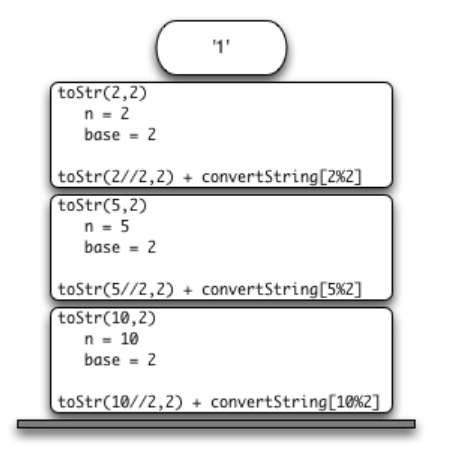 '1'
toStr(2,2)
n = 2
base = 2
toStr(2//2,2) + convertString[2%2]
toStr(5,2)
n = 5
base = 2
toStr(5//2,2) + convertString[5%2]
toStr(10,2)
n = 10
base = 2
toStr(10//2,2) + convertString[10%2]